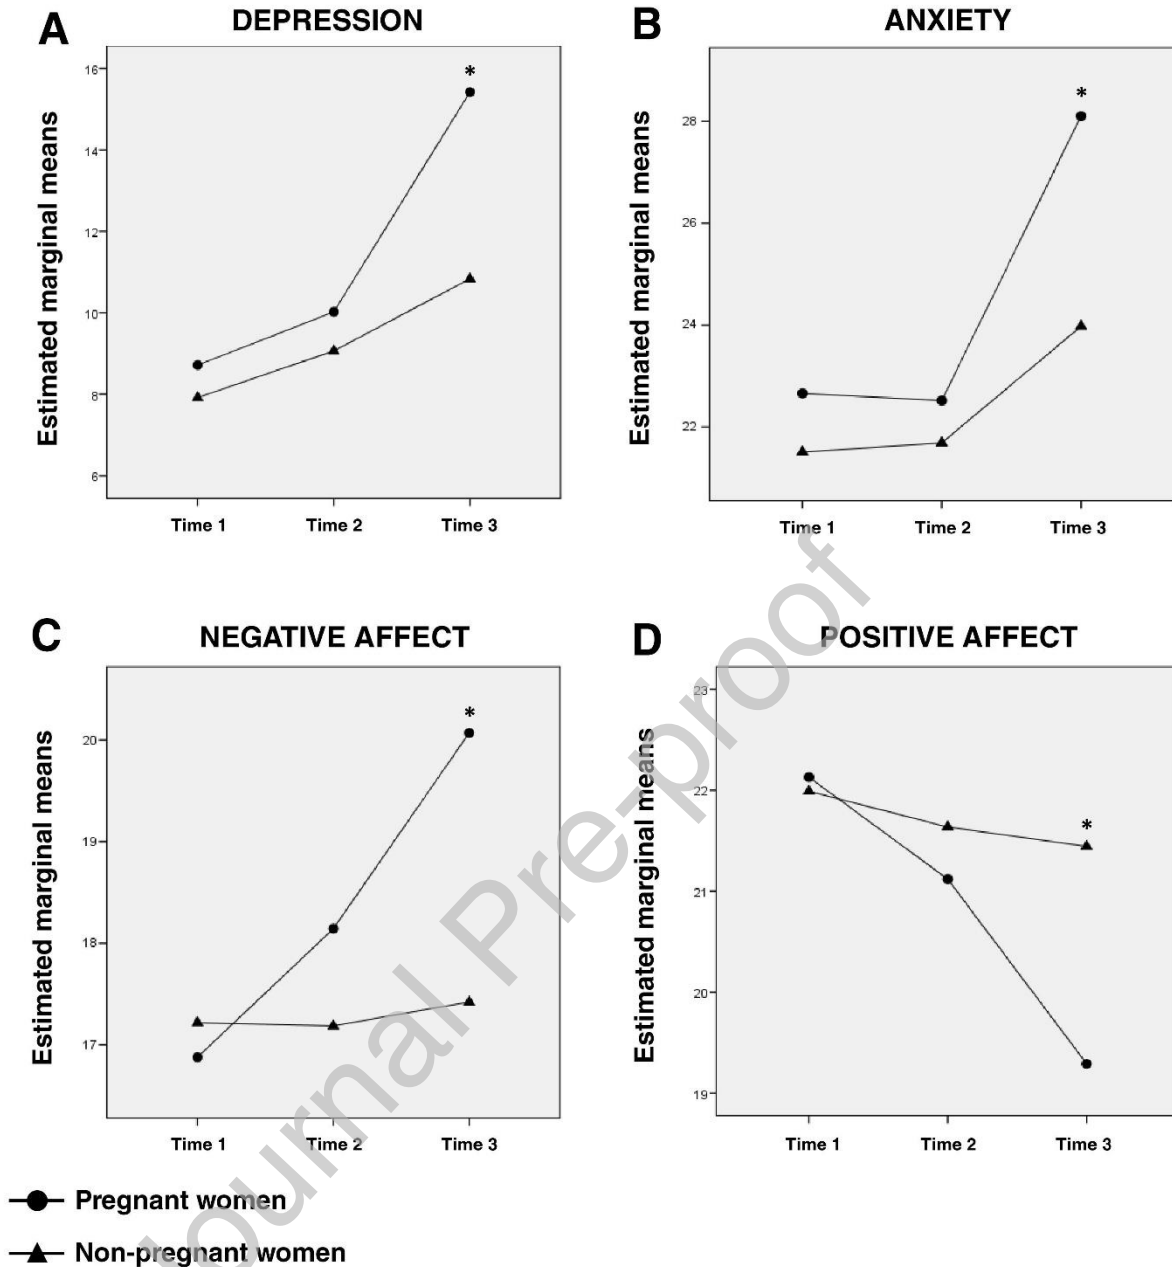 A DEPRESSION
Estimated marginal means
*
16
14
12
10
8
6
Time 1 Time 2 Time 3
B ANXIETY
Estimated marginal means
*
28
26
24
22
Time 1 Time 2 Time 3
C NEGATIVE AFFECT
Estimated marginal means
*
20
19
18
17
Time 1 Time 2 Time 3
D POSITIVE AFFECT
Estimated marginal means
*
23
22
21
20
19
Time 1 Time 2 Time 3
Pregnant women
Non-pregnant women
Journal Pre-proof